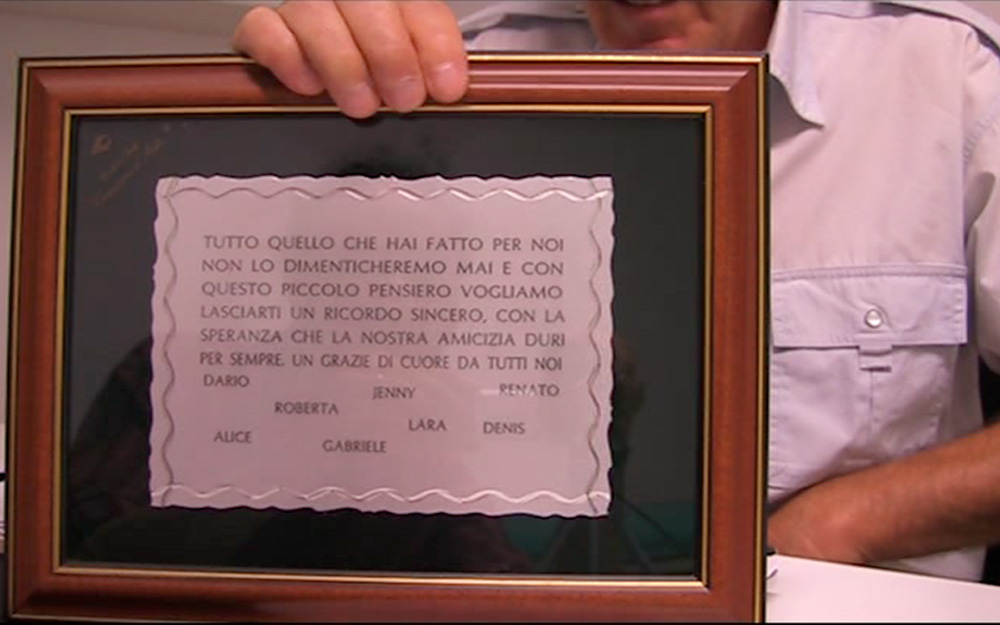 TUTTO QUELLO CHE HAI FATTO PER NOI
NON LO DIMENTICHEREMO MAI E CON
QUESTO PICCOLO PENSIERO VOGLIAMO
LASCIARTI UN RICORDO SINCERO, CON LA
SPERANZA CHE LA NOSTRA AMICIZIA DURI
PER SEMPRE. UN GRAZIE DI CUORE DA TUTTI NOI
DARIO JENNY RENATO
ROBERTA LARA DENIS
ALICE GABRIELE